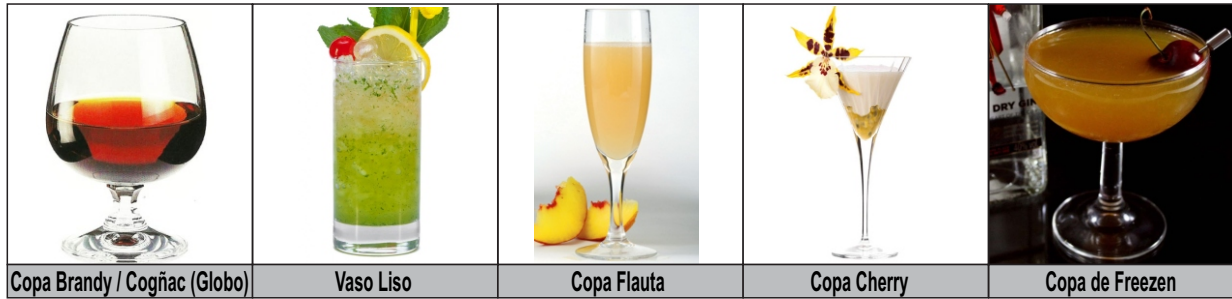 DRY GIN
Copa Brandy / Cogñac (Globo)
Vaso Liso
Copa Flauta
Copa Cherry
Copa de Freezen